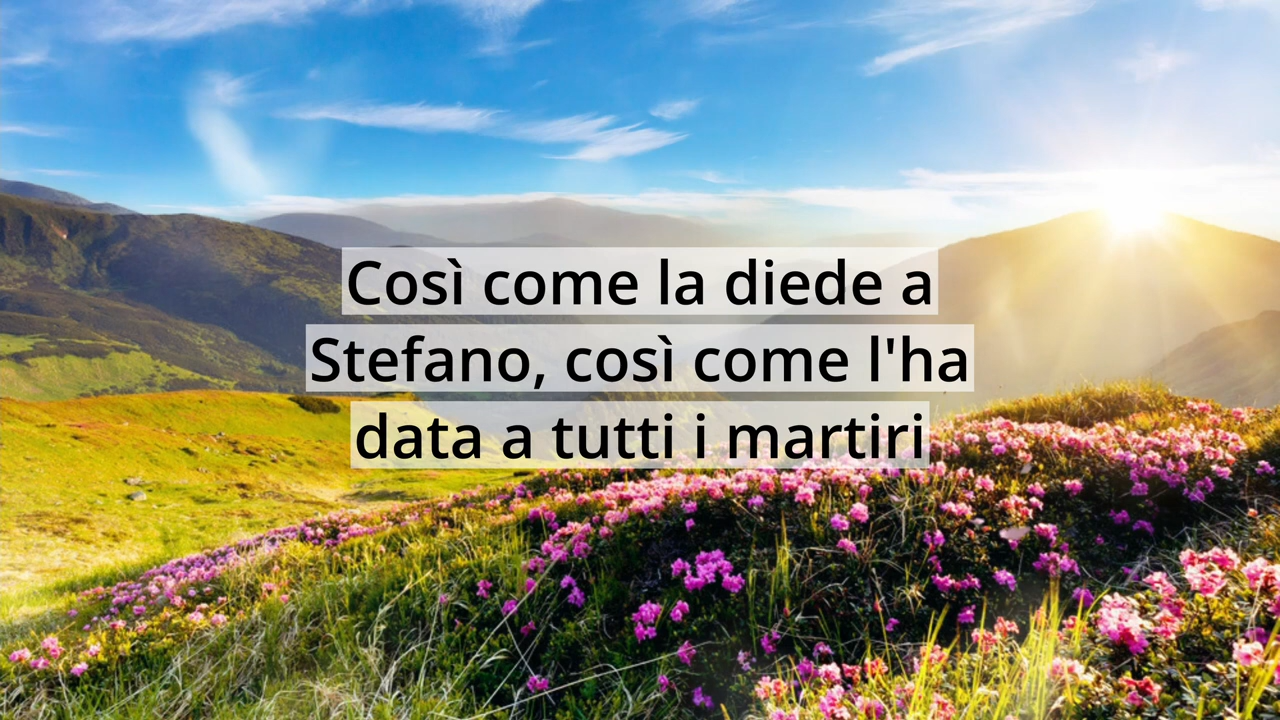 Così come la diede a
Stefano, così come l'ha
data a tutti i martiri